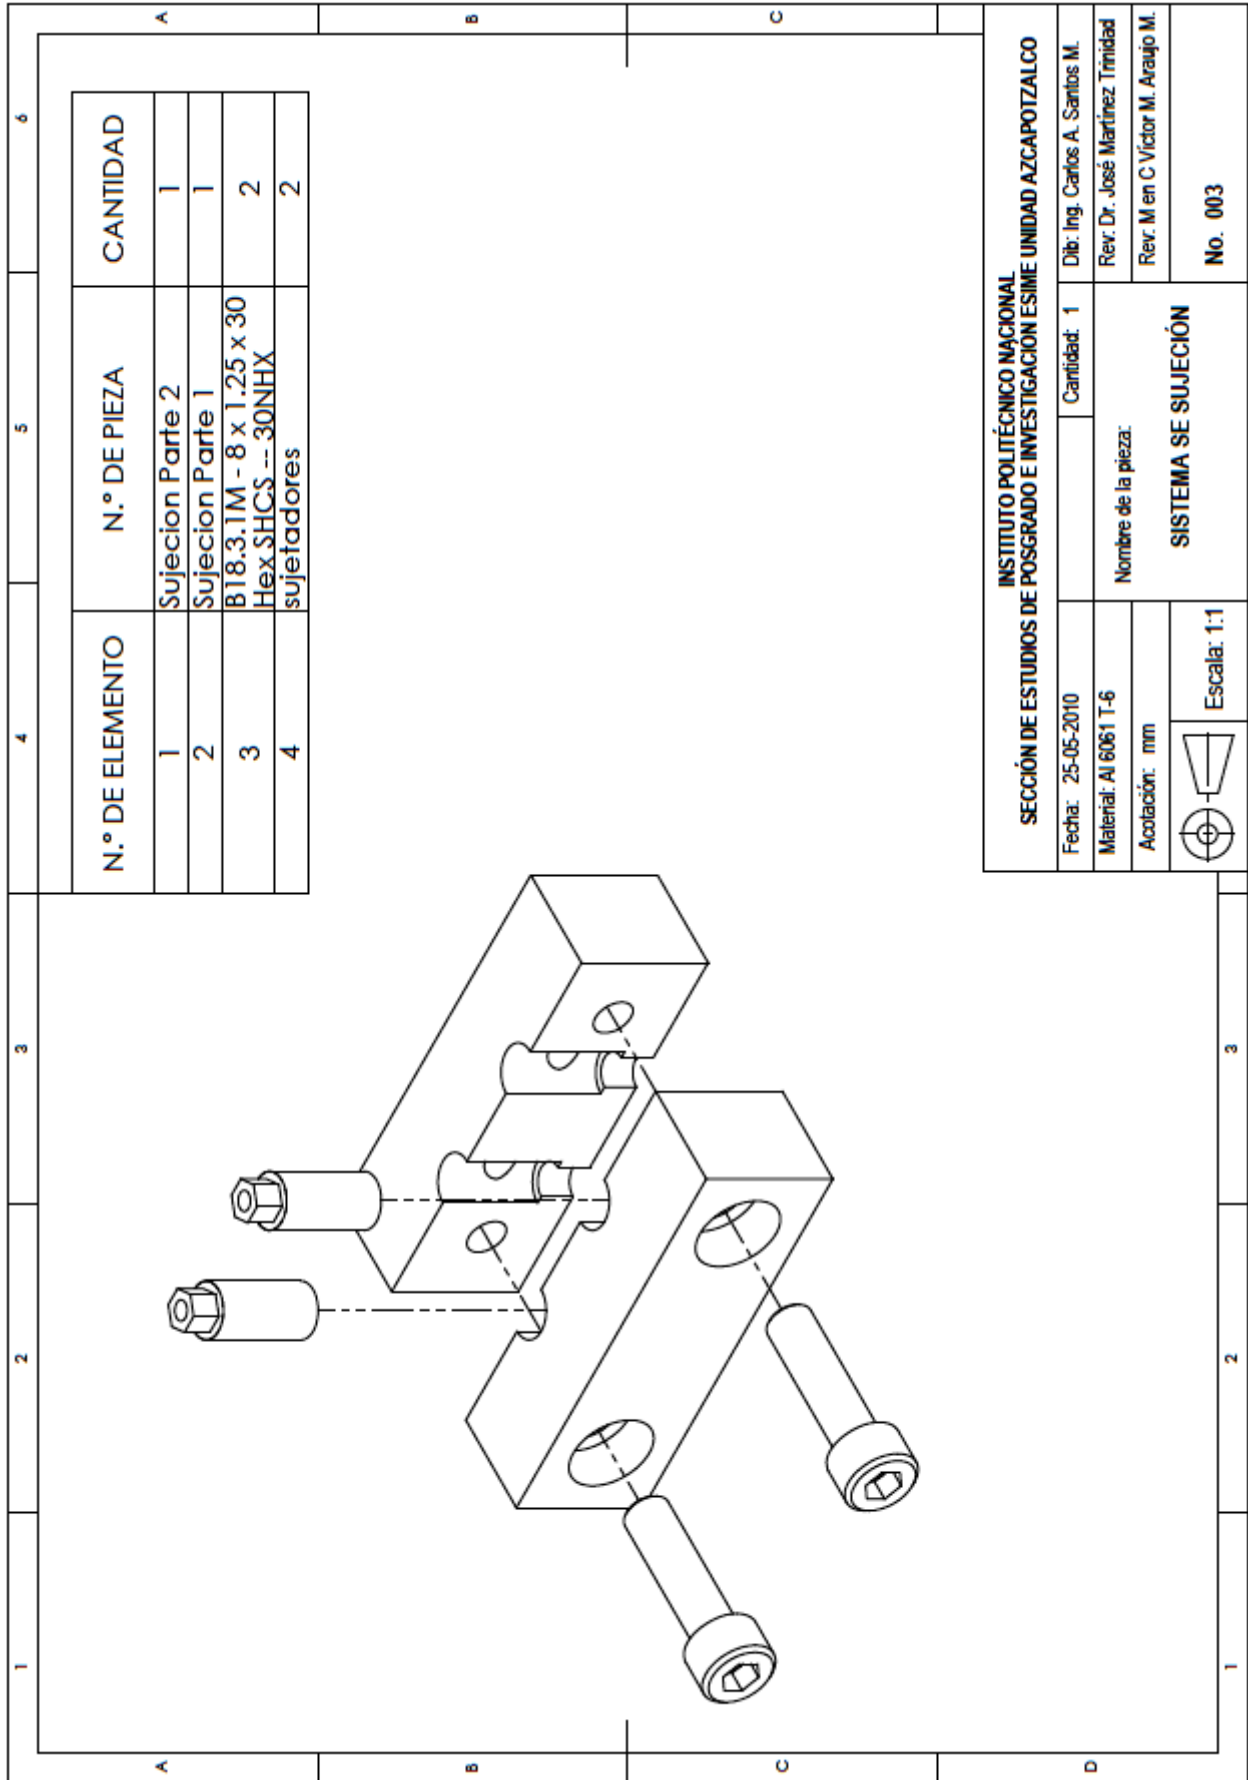 1 2 3 4 5 6
A
B
C
D
A
B
C
1 2 3
N.° DE ELEMENTO N.° DE PIEZA CANTIDAD
1 Sujecion Parte 2 1
2 Sujecion Parte 1 1
3 B18.3.1M - 8 x 1.25 x 30 2
Hex SHCS -- 30NHX
4 sujetadores 2
INSTITUTO POLITÉCNICO NACIONAL
SECCIÓN DE ESTUDIOS DE POSGRADO E INVESTIGACION ESIME UNIDAD AZCAPOTZALCO
Fecha: 25-05-2010 Cantidad: 1 Dib: Ing. Carlos A. Santos M.
Material: Al 6061 T-6 Nombre de la pieza: Rev: Dr. José Martínez Trinidad
Acotación: mm Rev: M en C Víctor M. Araujo M.
SISTEMA SE SUJECIÓN
Escala: 1:1 No. 003